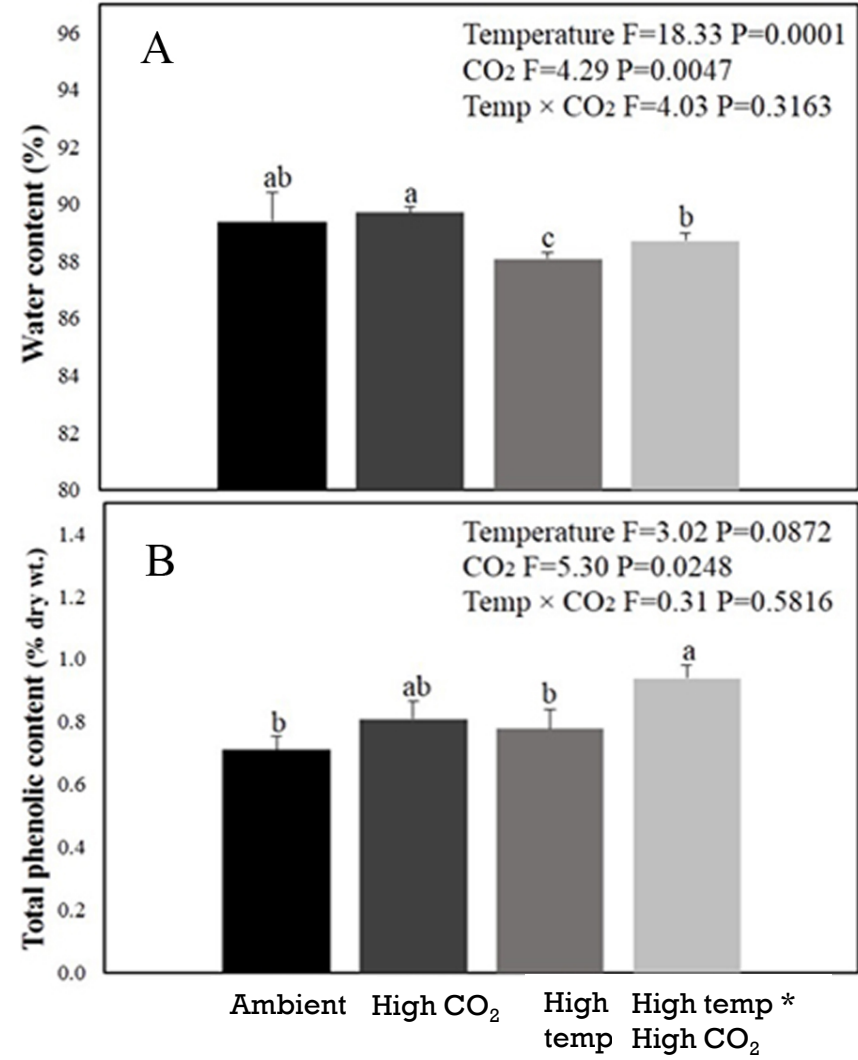 A
Temperature F=18.33 P=0.0001
CO₂ F=4.29 P=0.0047
Temp × CO₂ F=4.03 P=0.3163
Water content (%)
96
94
92
90
88
86
84
82
80
ab
a
c
b
B
Temperature F=3.02 P=0.0872
CO₂ F=5.30 P=0.0248
Temp × CO₂ F=0.31 P=0.5816
Total phenolic content (% dry wt.)
1.4
1.2
1.0
0.8
0.6
0.4
0.2
0.0
b
ab
b
a
Ambient
High CO₂
High
temp
High temp *
High CO₂